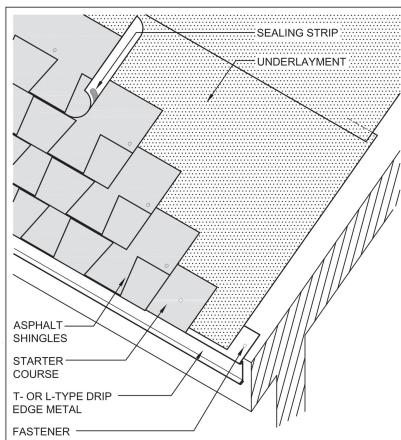 SEALING STRIP
UNDERLAYMENT
ASPHALT
SHINGLES
STARTER
COURSE
T- OR L-TYPE DRIP
EDGE METAL
FASTENER